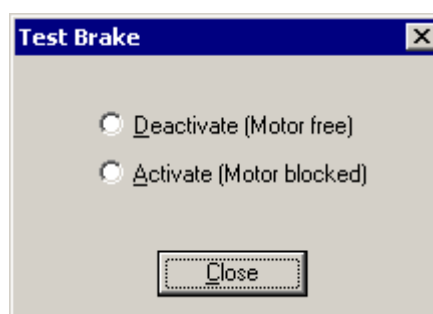 Test Brake
Deactivate (Motor free)
Activate (Motor blocked)
Close